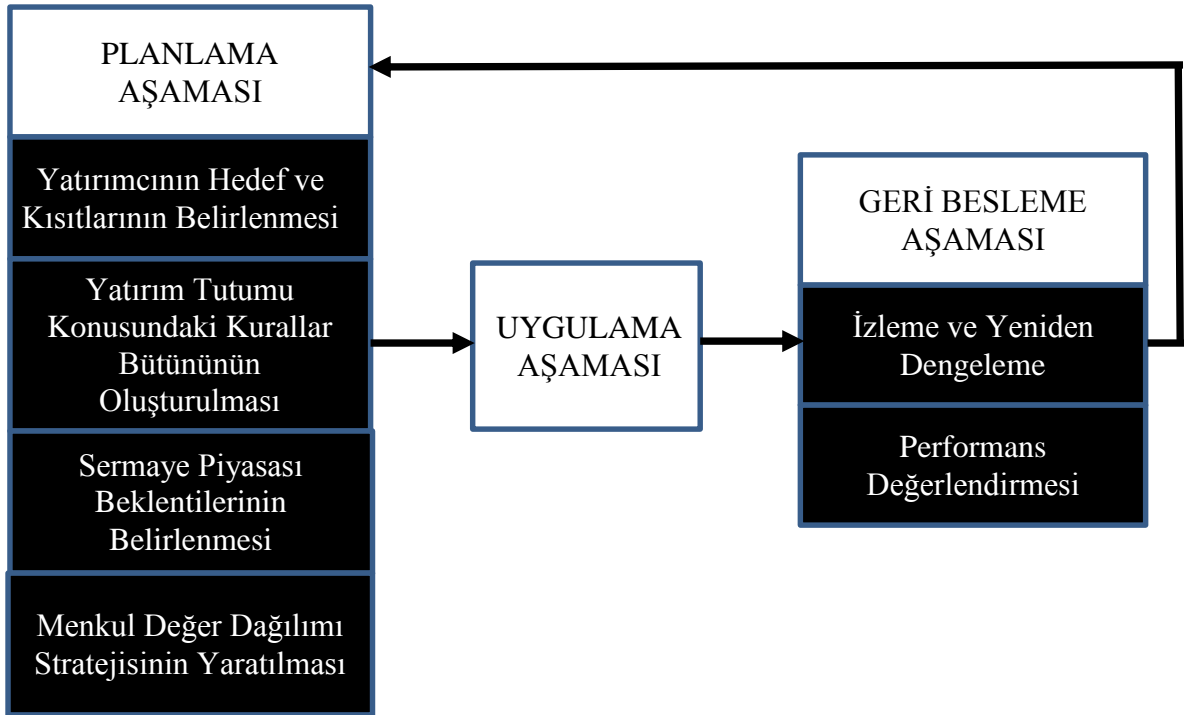 PLANLAMA
AŞAMASI
Yatırımcının Hedef ve
Kısıtlarının Belirlenmesi
Yatırım Tutumu
Konusundaki Kurallar
Bütününün
Oluşturulması
Sermaye Piyasası
Beklentilerinin
Belirlenmesi
Menkul Değer Dağılımı
Stratejisinin Yaratılması
UYGULAMA
AŞAMASI
GERİ BESLEME
AŞAMASI
İzleme ve Yeniden
Dengeleme
Performans
Değerlendirmesi